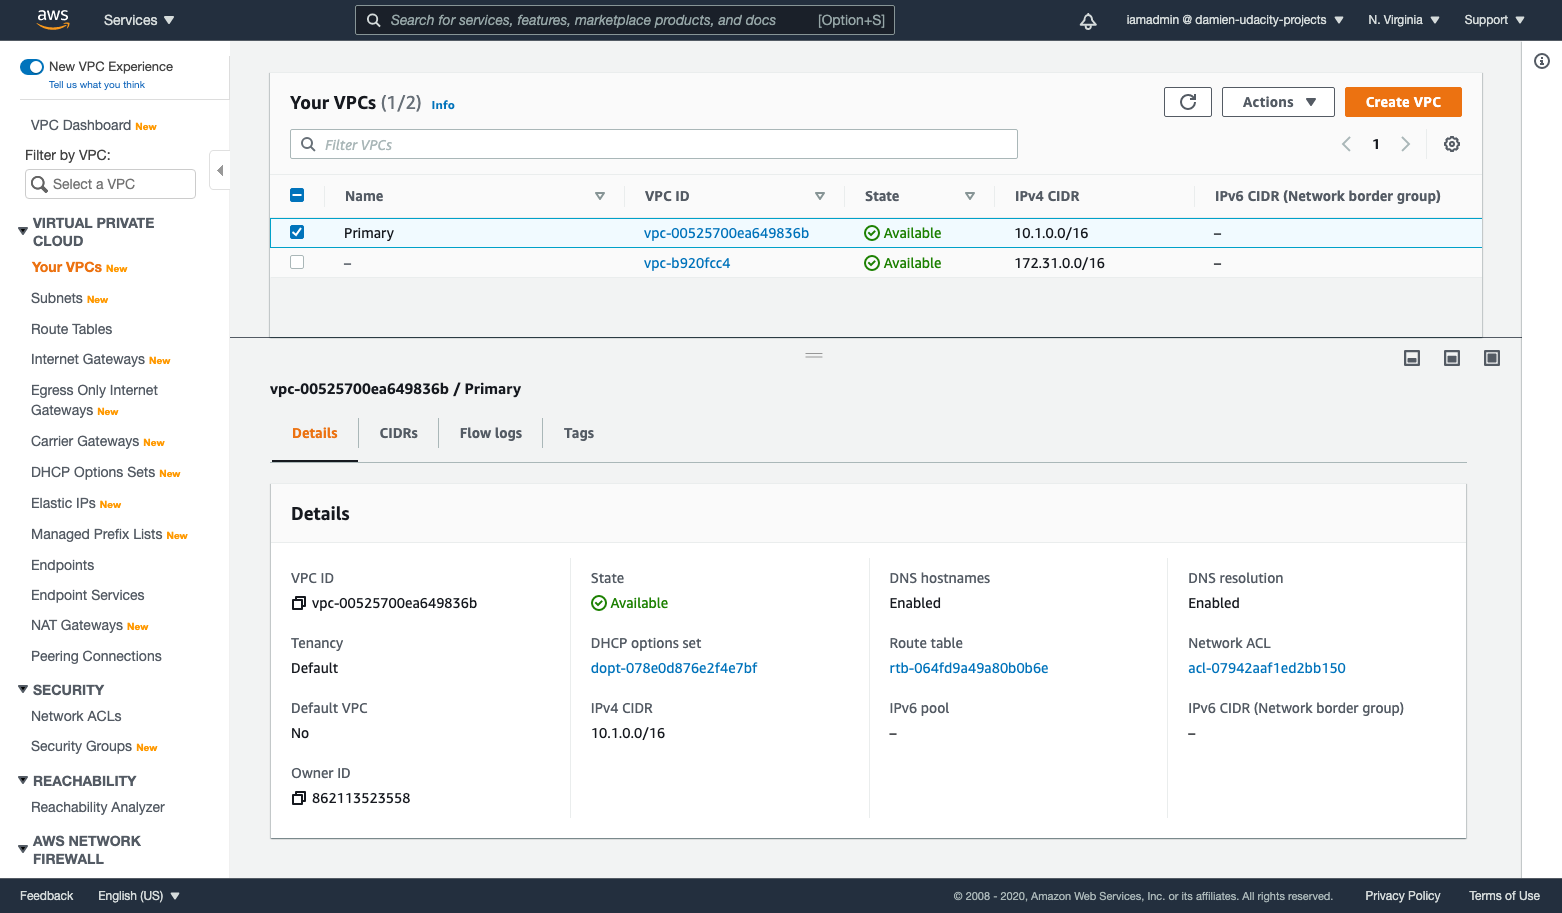 aws
Services
Search for services, features, marketplace products, and docs [Option+S]
iamadmin @ damien-udacity-projects
N. Virginia
Support
New VPC Experience
Tell us what you think
VPC Dashboard New
Filter by VPC:
Select a VPC
VIRTUAL PRIVATE
CLOUD
Your VPCs New
Subnets New
Route Tables
Internet Gateways New
Egress Only Internet
Gateways New
Carrier Gateways New
DHCP Options Sets New
Elastic IPs New
Managed Prefix Lists New
Endpoints
Endpoint Services
NAT Gateways New
Peering Connections
SECURITY
Network ACLs
Security Groups New
REACHABILITY
Reachability Analyzer
AWS NETWORK
FIREWALL
Your VPCs (1/2) Info
Actions
Create VPC
Filter VPCs
1
Name VPC ID State IPv4 CIDR IPv6 CIDR (Network border group)
Primary vpc-00525700ea649836b Available 10.1.0.0/16 –
– vpc-b920fcc4 Available 172.31.0.0/16 –
vpc-00525700ea649836b / Primary
Details CIDRs Flow logs Tags
Details
VPC ID
vpc-00525700ea649836b
State
Available
DNS hostnames
Enabled
DNS resolution
Enabled
Tenancy
Default
DHCP options set
dopt-078e0d876e2f4e7bf
Route table
rtb-064fd9a49a80b0b6e
Network ACL
acl-07942aaf1ed2bb150
Default VPC
No
IPv4 CIDR
10.1.0.0/16
IPv6 pool
–
IPv6 CIDR (Network border group)
–
Owner ID
862113523558
Feedback
English (US)
© 2008 - 2020, Amazon Web Services, Inc. or its affiliates. All rights reserved.
Privacy Policy
Terms of Use